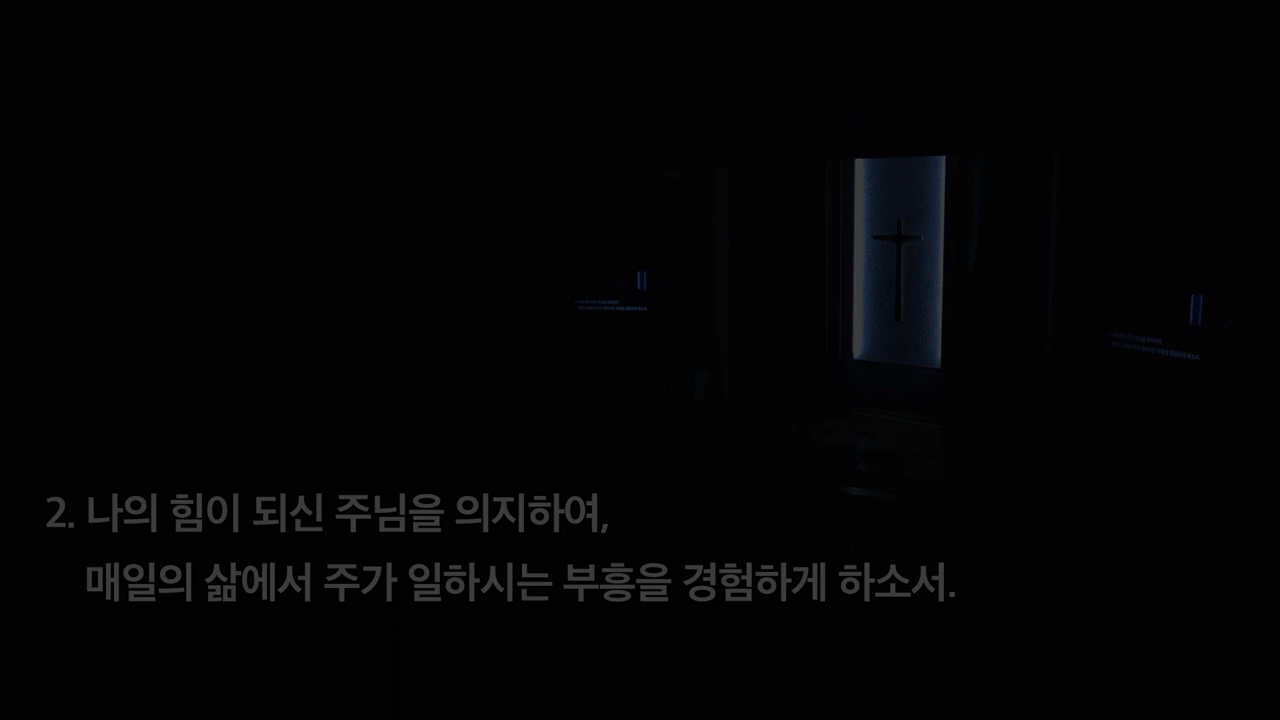 2. 나의 힘이 되신 주님을 의지하여,
매일의 삶에서 주가 일하시는 부흥을 경험하게 하소서.